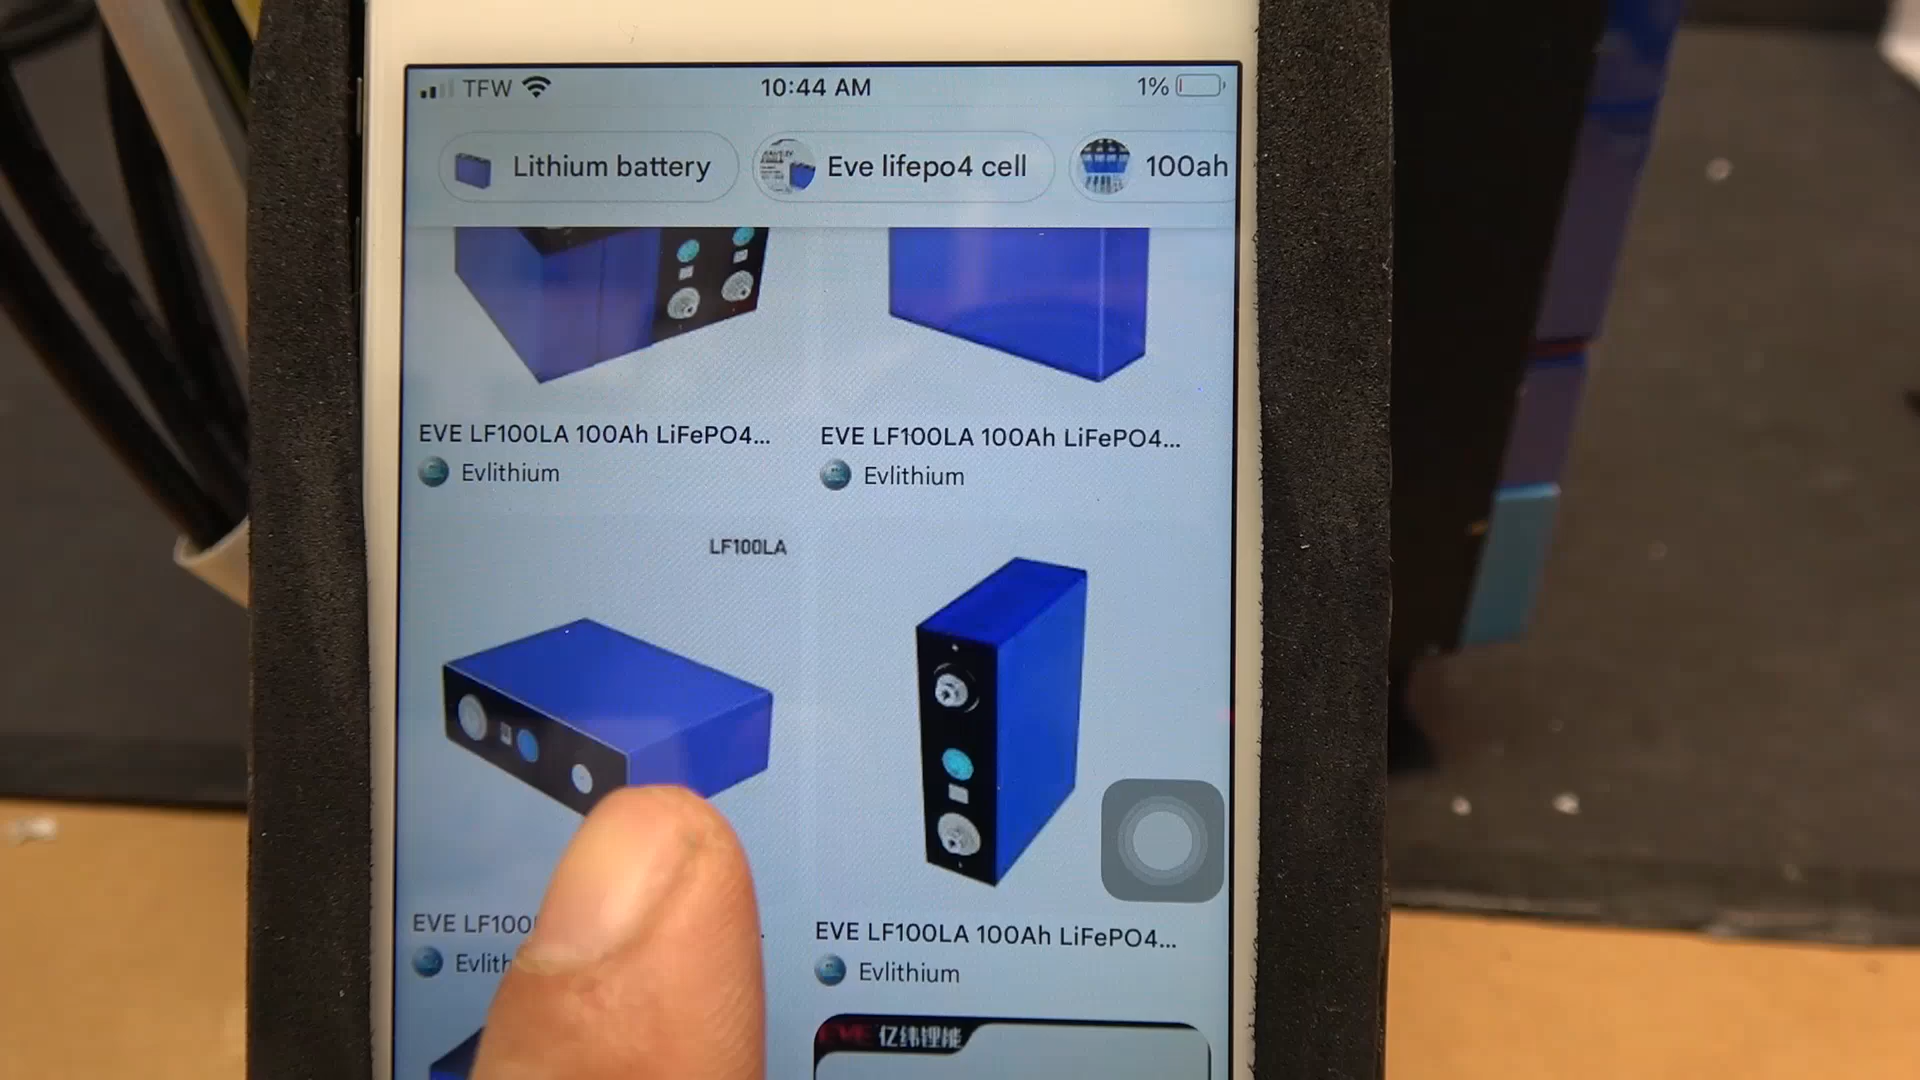 TFW 10:44 AM 1%
Lithium battery Eve lifepo4 cell 100ah
EVE LF100LA 100Ah LiFePO4... EVE LF100LA 100Ah LiFePO4...
Evlithium Evlithium
LF100LA
EVE LF100 EVE LF100LA 100Ah LiFePO4...
Evlith Evlithium
EVE 亿纬锂能